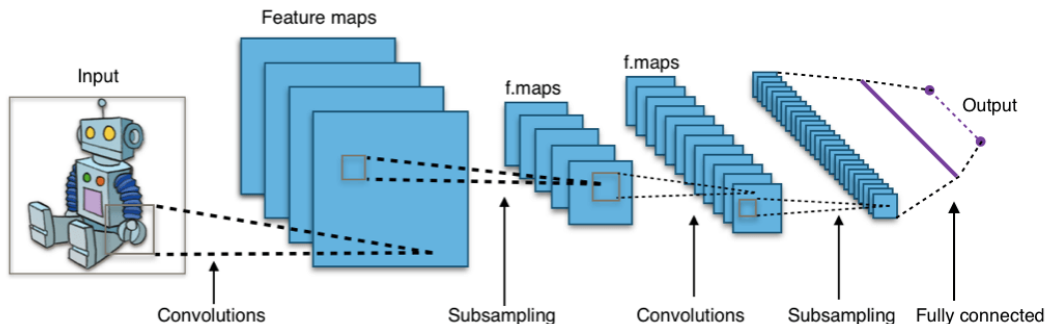 Feature maps
Input
f.maps
f.maps
Output
Convolutions
Subsampling
Convolutions
Subsampling
Fully connected